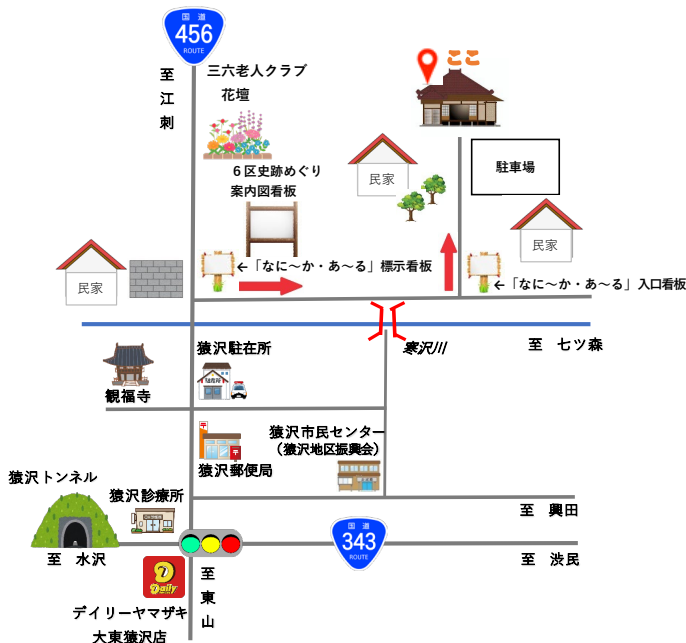 国道
456
ROUTE
至江刺
三六老人クラブ
花壇
ここ
駐車場
6区史跡めぐり
案内図看板
民家
民家
民家
←「なに～か・あ～る」標示看板
←「なに～か・あ～る」入口看板
猿沢駐在所
寒沢川
至 七ツ森
駐在所
観福寺
猿沢市民センター
(猿沢地区振興会)
猿沢郵便局
猿沢トンネル
猿沢診療所
至 興田
国道
343
ROUTE
至 水沢
至 渋民
Daily
至東山
デイリーヤマザキ
大東猿沢店